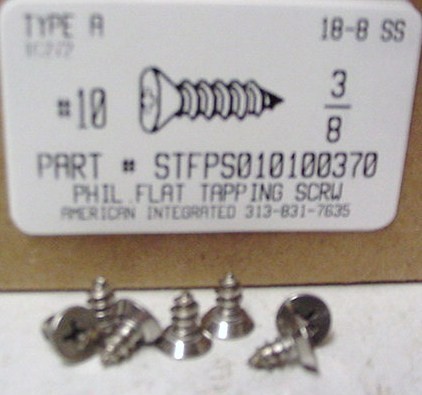 TYPE A 18-8 SS
#10 3/8
PART # STFPS010100370
PHIL FLAT TAPPING SCRW
AMERICAN INTEGRATED 313-831-7635